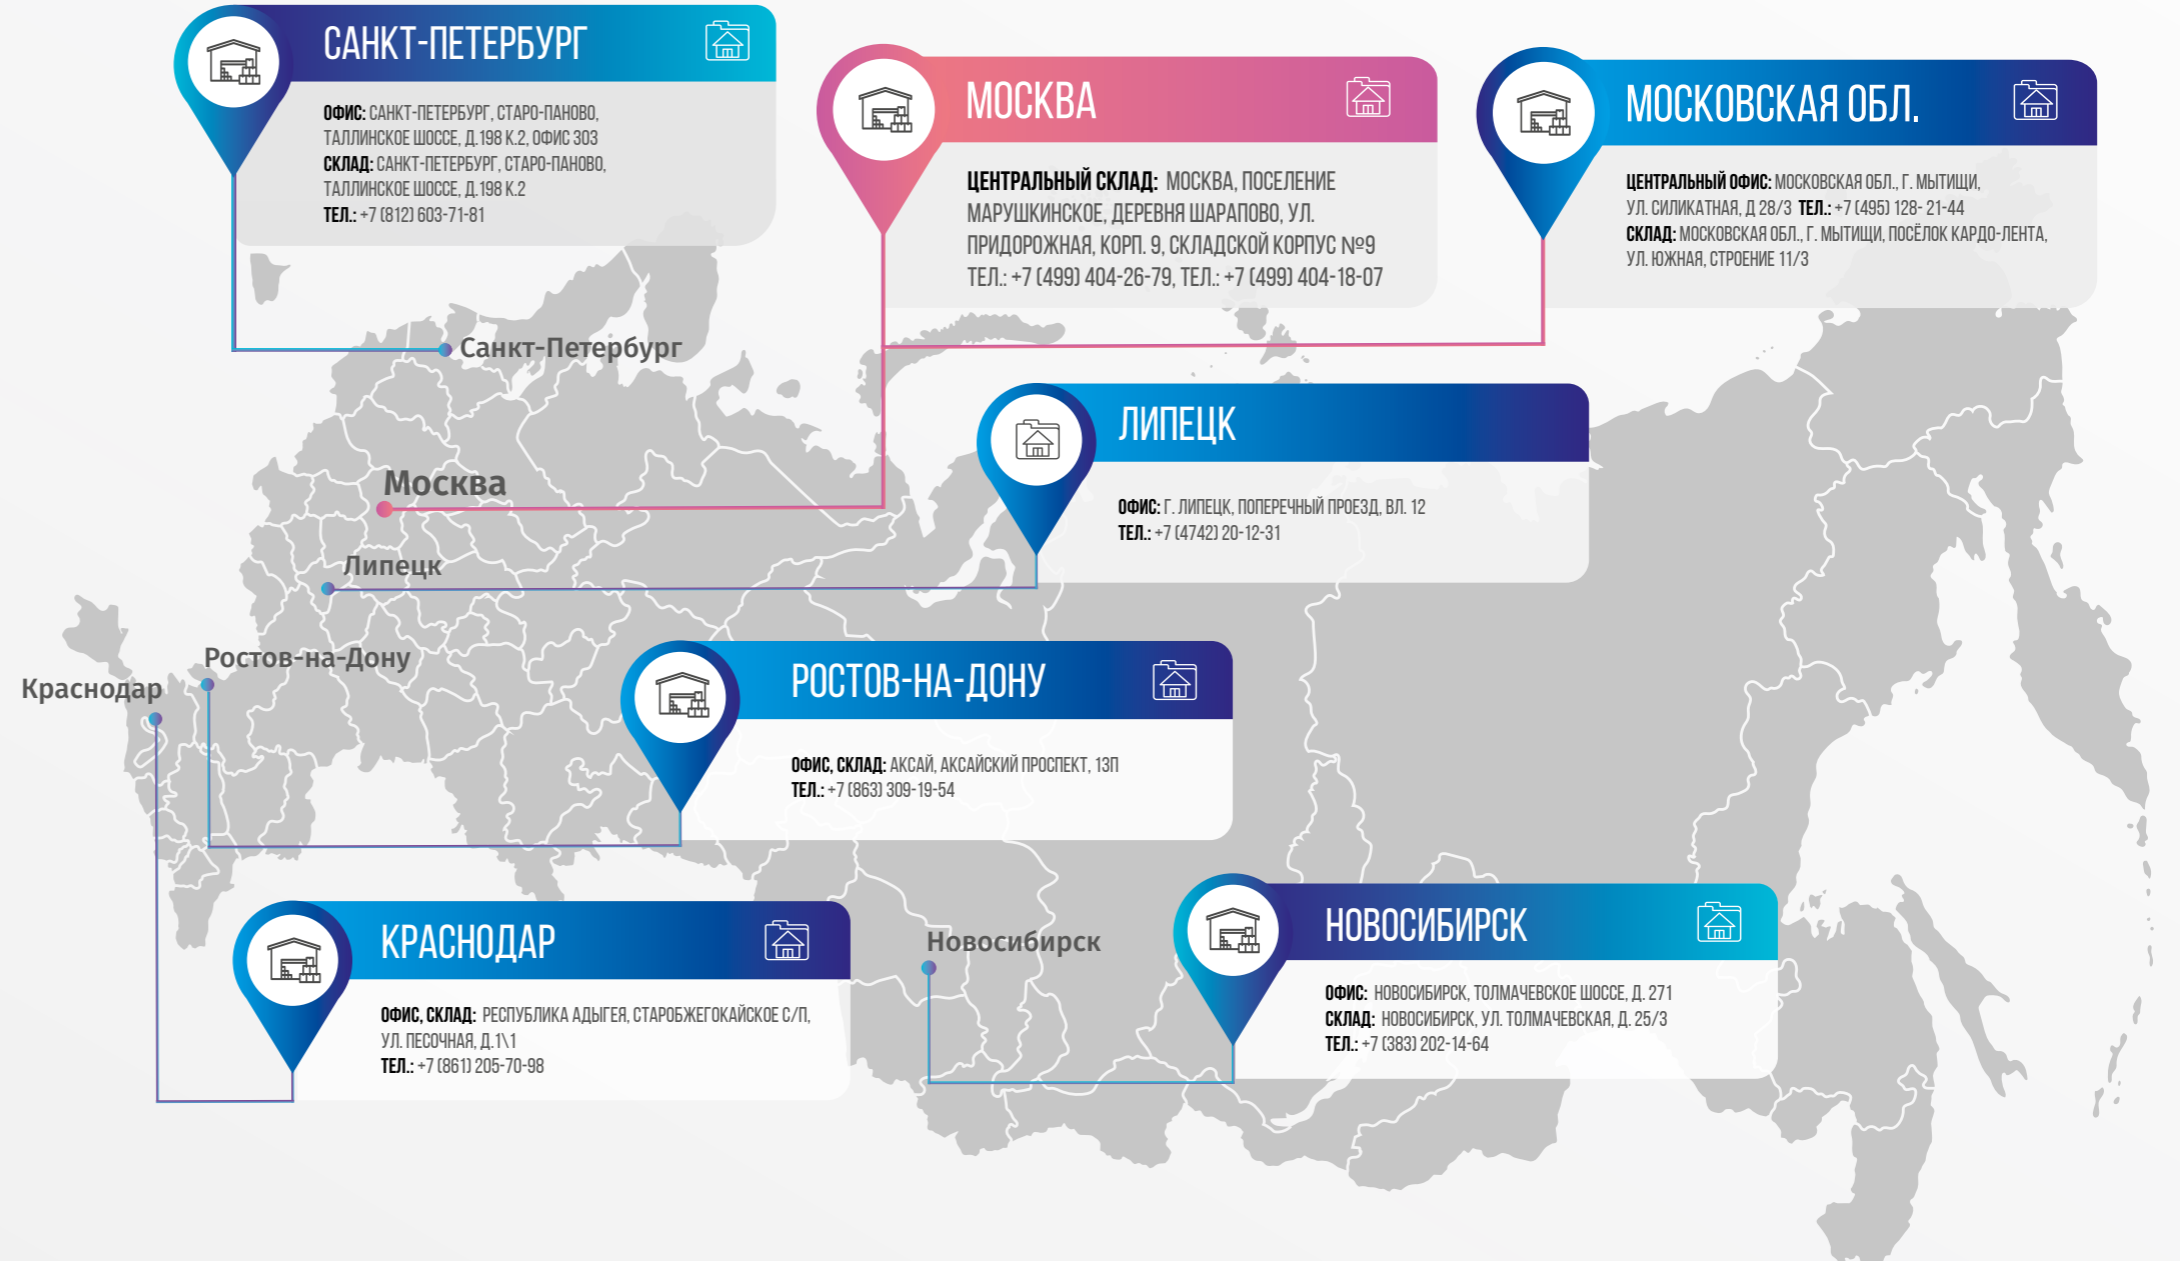 САНКТ-ПЕТЕРБУРГ
ОФИС: САНКТ-ПЕТЕРБУРГ, СТАРО-ПАНОВО,
ТАЛЛИНСКОЕ ШОССЕ, Д.198 К.2, ОФИС 303
СКЛАД: САНКТ-ПЕТЕРБУРГ, СТАРО-ПАНОВО,
ТАЛЛИНСКОЕ ШОССЕ, Д.198 К.2
ТЕЛ.: +7 (812) 603-71-81
МОСКВА
ЦЕНТРАЛЬНЫЙ СКЛАД: МОСКВА, ПОСЕЛЕНИЕ
МАРУШКИНСКОЕ, ДЕРЕВНЯ ШАРАПОВО, УЛ.
ПРИДОРОЖНАЯ, КОРП. 9, СКЛАДСКОЙ КОРПУС №9
ТЕЛ.: +7 (499) 404-26-79, ТЕЛ.: +7 (499) 404-18-07
МОСКОВСКАЯ ОБЛ.
ЦЕНТРАЛЬНЫЙ ОФИС: МОСКОВСКАЯ ОБЛ., Г. МЫТИЩИ,
УЛ. СИЛИКАТНАЯ, Д 28/3 ТЕЛ.: +7 (495) 128- 21-44
СКЛАД: МОСКОВСКАЯ ОБЛ., Г. МЫТИЩИ, ПОСЁЛОК КАРДО-ЛЕНТА,
УЛ. ЮЖНАЯ, СТРОЕНИЕ 11/3
Санкт-Петербург
Москва
ЛИПЕЦК
ОФИС: Г. ЛИПЕЦК, ПОПЕРЕЧНЫЙ ПРОЕЗД, ВЛ. 12
ТЕЛ.: +7 (4742) 20-12-31
Липецк
Ростов-на-Дону
Краснодар
РОСТОВ-НА-ДОНУ
ОФИС, СКЛАД: АКСАЙ, АКСАЙСКИЙ ПРОСПЕКТ, 13П
ТЕЛ.: +7 (863) 309-19-54
КРАСНОДАР
ОФИС, СКЛАД: РЕСПУБЛИКА АДЫГЕЯ, СТАРОБЖЕГОКАЙСКОЕ С/П,
УЛ. ПЕСОЧНАЯ, Д.1\1
ТЕЛ.: +7 (861) 205-70-98
Новосибирск
НОВОСИБИРСК
ОФИС: НОВОСИБИРСК, ТОЛМАЧЕВСКОЕ ШОССЕ, Д. 271
СКЛАД: НОВОСИБИРСК, УЛ. ТОЛМАЧЕВСКАЯ, Д. 25/3
ТЕЛ.: +7 (383) 202-14-64